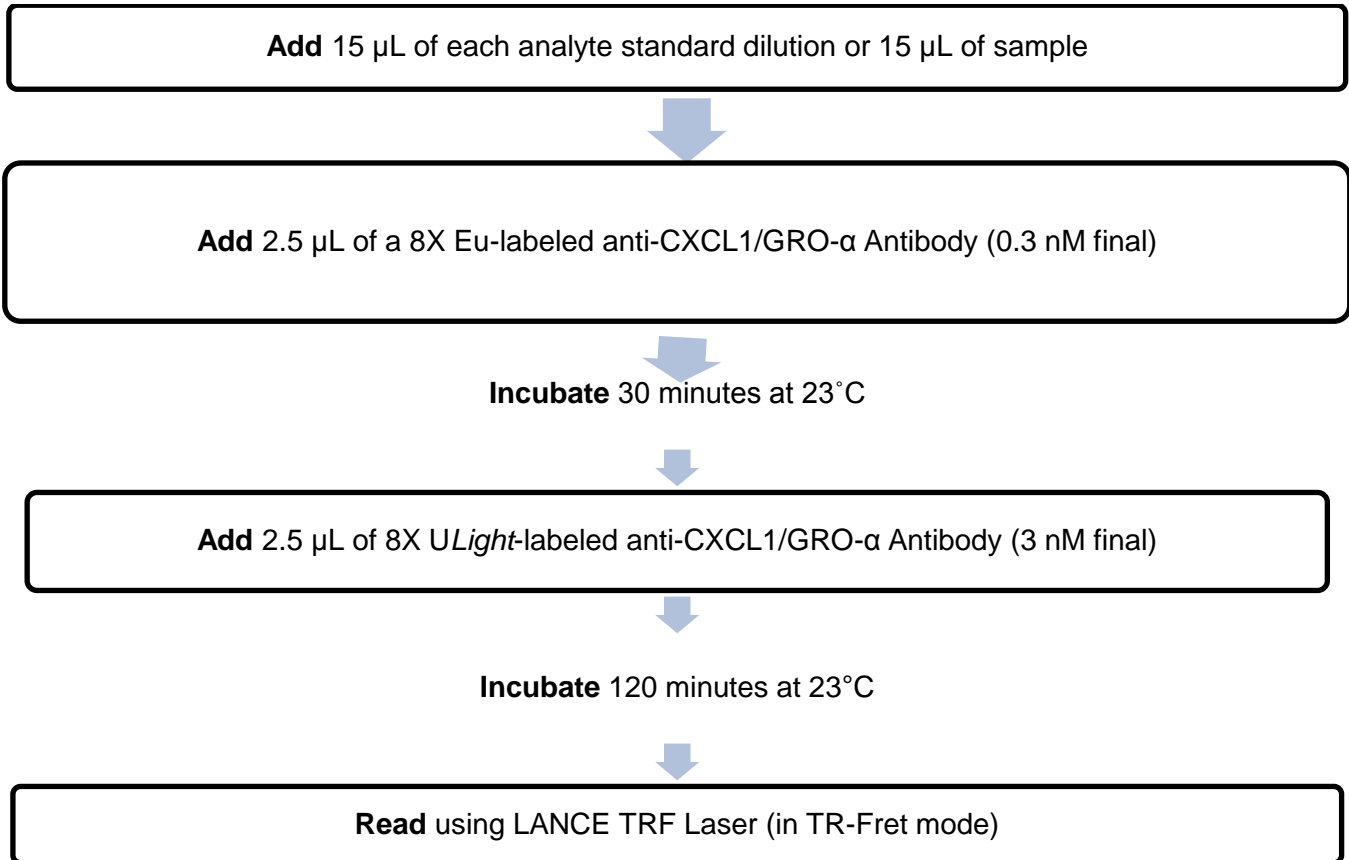 Add 15 µL of each analyte standard dilution or 15 µL of sample
Add 2.5 µL of a 8X Eu-labeled anti-CXCL1/GRO-α Antibody (0.3 nM final)
Incubate 30 minutes at 23˚C
Add 2.5 µL of 8X ULight-labeled anti-CXCL1/GRO-α Antibody (3 nM final)
Incubate 120 minutes at 23°C
Read using LANCE TRF Laser (in TR-Fret mode)